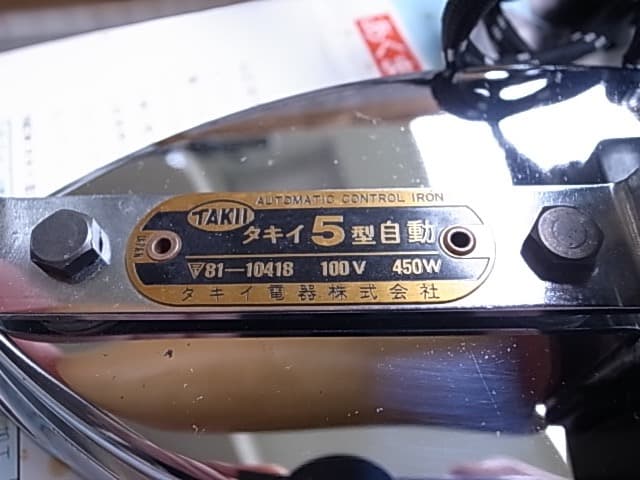 AUTOMATIC CONTROL IRON
TAKII
タキイ5型自動
▽81-10418 100V 450W
タキイ電器株式会社